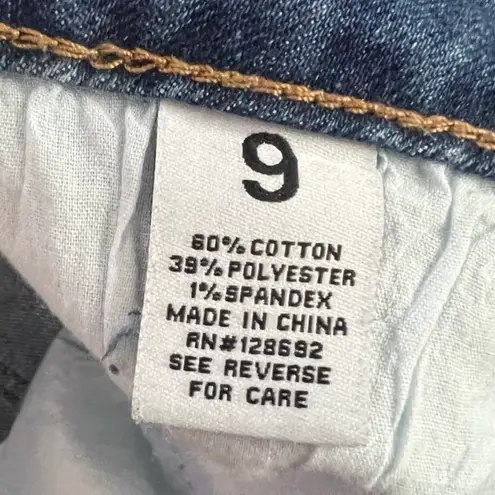 9
60% COTTON
39% POLYESTER
1% SPANDEX
MADE IN CHINA
RN#128692
SEE REVERSE
FOR CARE